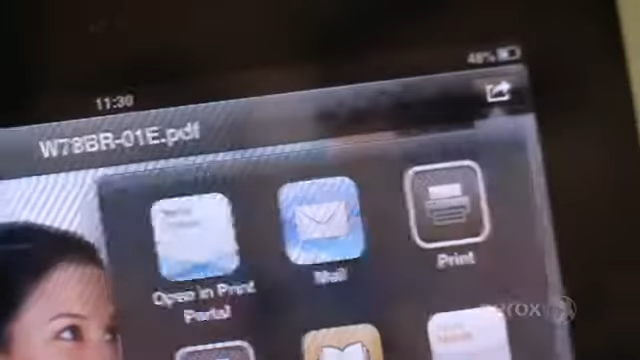 48%
11:30
W78BR-01E.pdf
Open in Print
Portal
Mail
Print
xerox